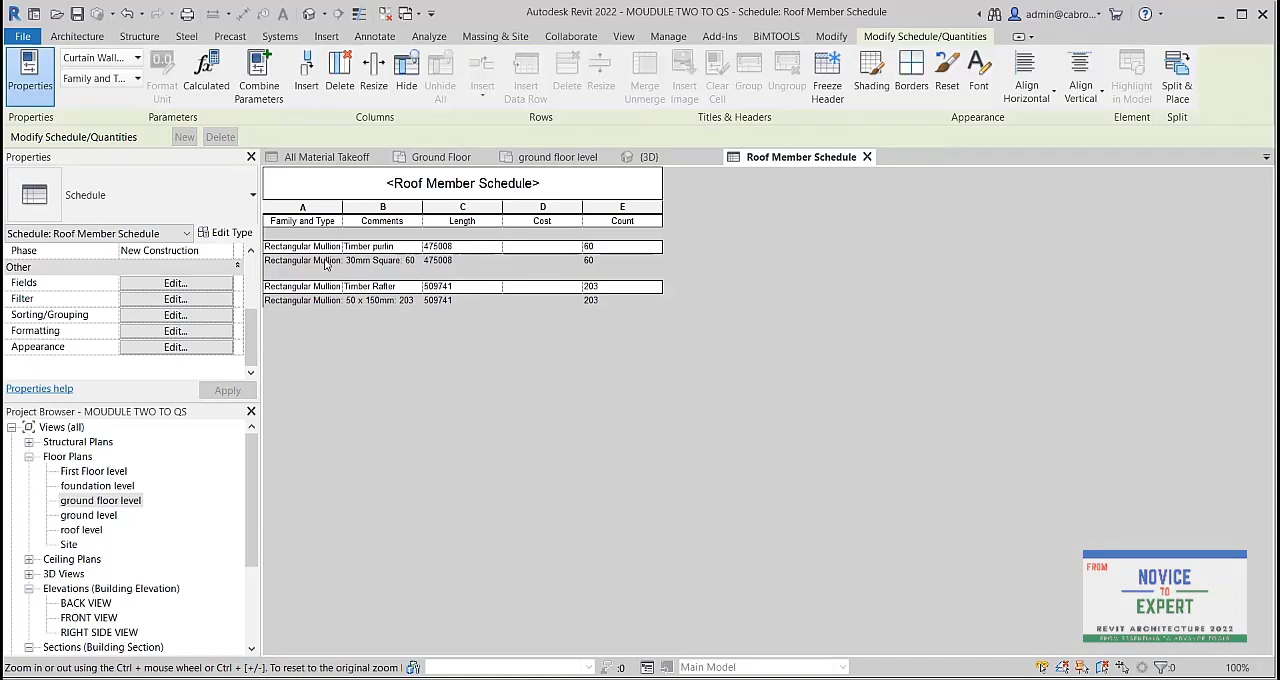 Autodesk Revit 2022 - MOUDULE TWO TO QS - Schedule: Roof Member Schedule
admin@cabro...
File Architecture Structure Steel Precast Systems Insert Annotate Analyze Massing & Site Collaborate View Manage Add-Ins BiMTOOLS Modify Modify Schedule/Quantities
Curtain Wall...
Family and T...
Properties
Format Unit
Calculated
Combine Parameters
Insert
Delete
Resize
Hide
Unhide All
Insert
Insert Data Row
Delete
Resize
Merge Unmerge
Insert Image
Clear Cell
Group
Ungroup
Freeze Header
Shading
Borders
Reset
Font
Align Horizontal
Align Vertical
Highlight in Model
Split & Place
Properties Parameters Columns Rows Titles & Headers Appearance Element Split
Modify Schedule/Quantities New Delete
Properties
All Material Takeoff Ground Floor ground floor level {3D} Roof Member Schedule
Schedule
Schedule: Roof Member Schedule Edit Type
Phase New Construction
Other
Fields Edit...
Filter Edit...
Sorting/Grouping Edit...
Formatting Edit...
Appearance Edit...
Properties help Apply
<Roof Member Schedule>
A B C D E
Family and Type Comments Length Cost Count
Rectangular Mullion Timber purlin 475008 60
Rectangular Mullion: 30mm Square: 60 475008 60
Rectangular Mullion Timber Rafter 509741 203
Rectangular Mullion: 50 x 150mm: 203 509741 203
Project Browser - MOUDULE TWO TO QS
Views (all)
Structural Plans
Floor Plans
First Floor level
foundation level
ground floor level
ground level
roof level
Site
Ceiling Plans
3D Views
Elevations (Building Elevation)
BACK VIEW
FRONT VIEW
RIGHT SIDE VIEW
Sections (Building Section)
FROM
NOVICE
TO
EXPERT
REVIT ARCHITECTURE 2022
FROM ESSENTIALS TO ADVANCE TOOLS
Zoom in or out using the Ctrl + mouse wheel or Ctrl + [+/-]. To reset to the original zoom l :0 Main Model :0 100%